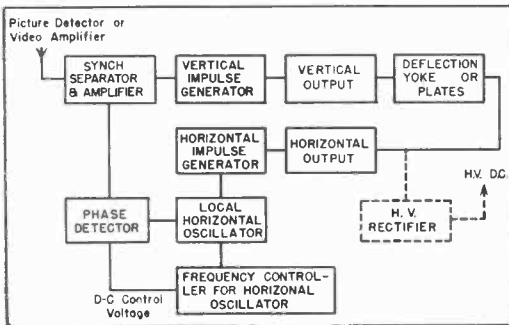 Picture Detector or
Video Amplifier
SYNCH
SEPARATOR
& AMPLIFIER
VERTICAL
IMPULSE
GENERATOR
VERTICAL
OUTPUT
DEFLECTION
YOKE OR
PLATES
HORIZONTAL
IMPULSE
GENERATOR
HORIZONTAL
OUTPUT
H.V. D.C.
PHASE
DETECTOR
LOCAL
HORIZONTAL
OSCILLATOR
H. V.
RECTIFIER
FREQUENCY CONTROL-
LER FOR HORIZONAL
OSCILLATOR
D-C Control
Voltage